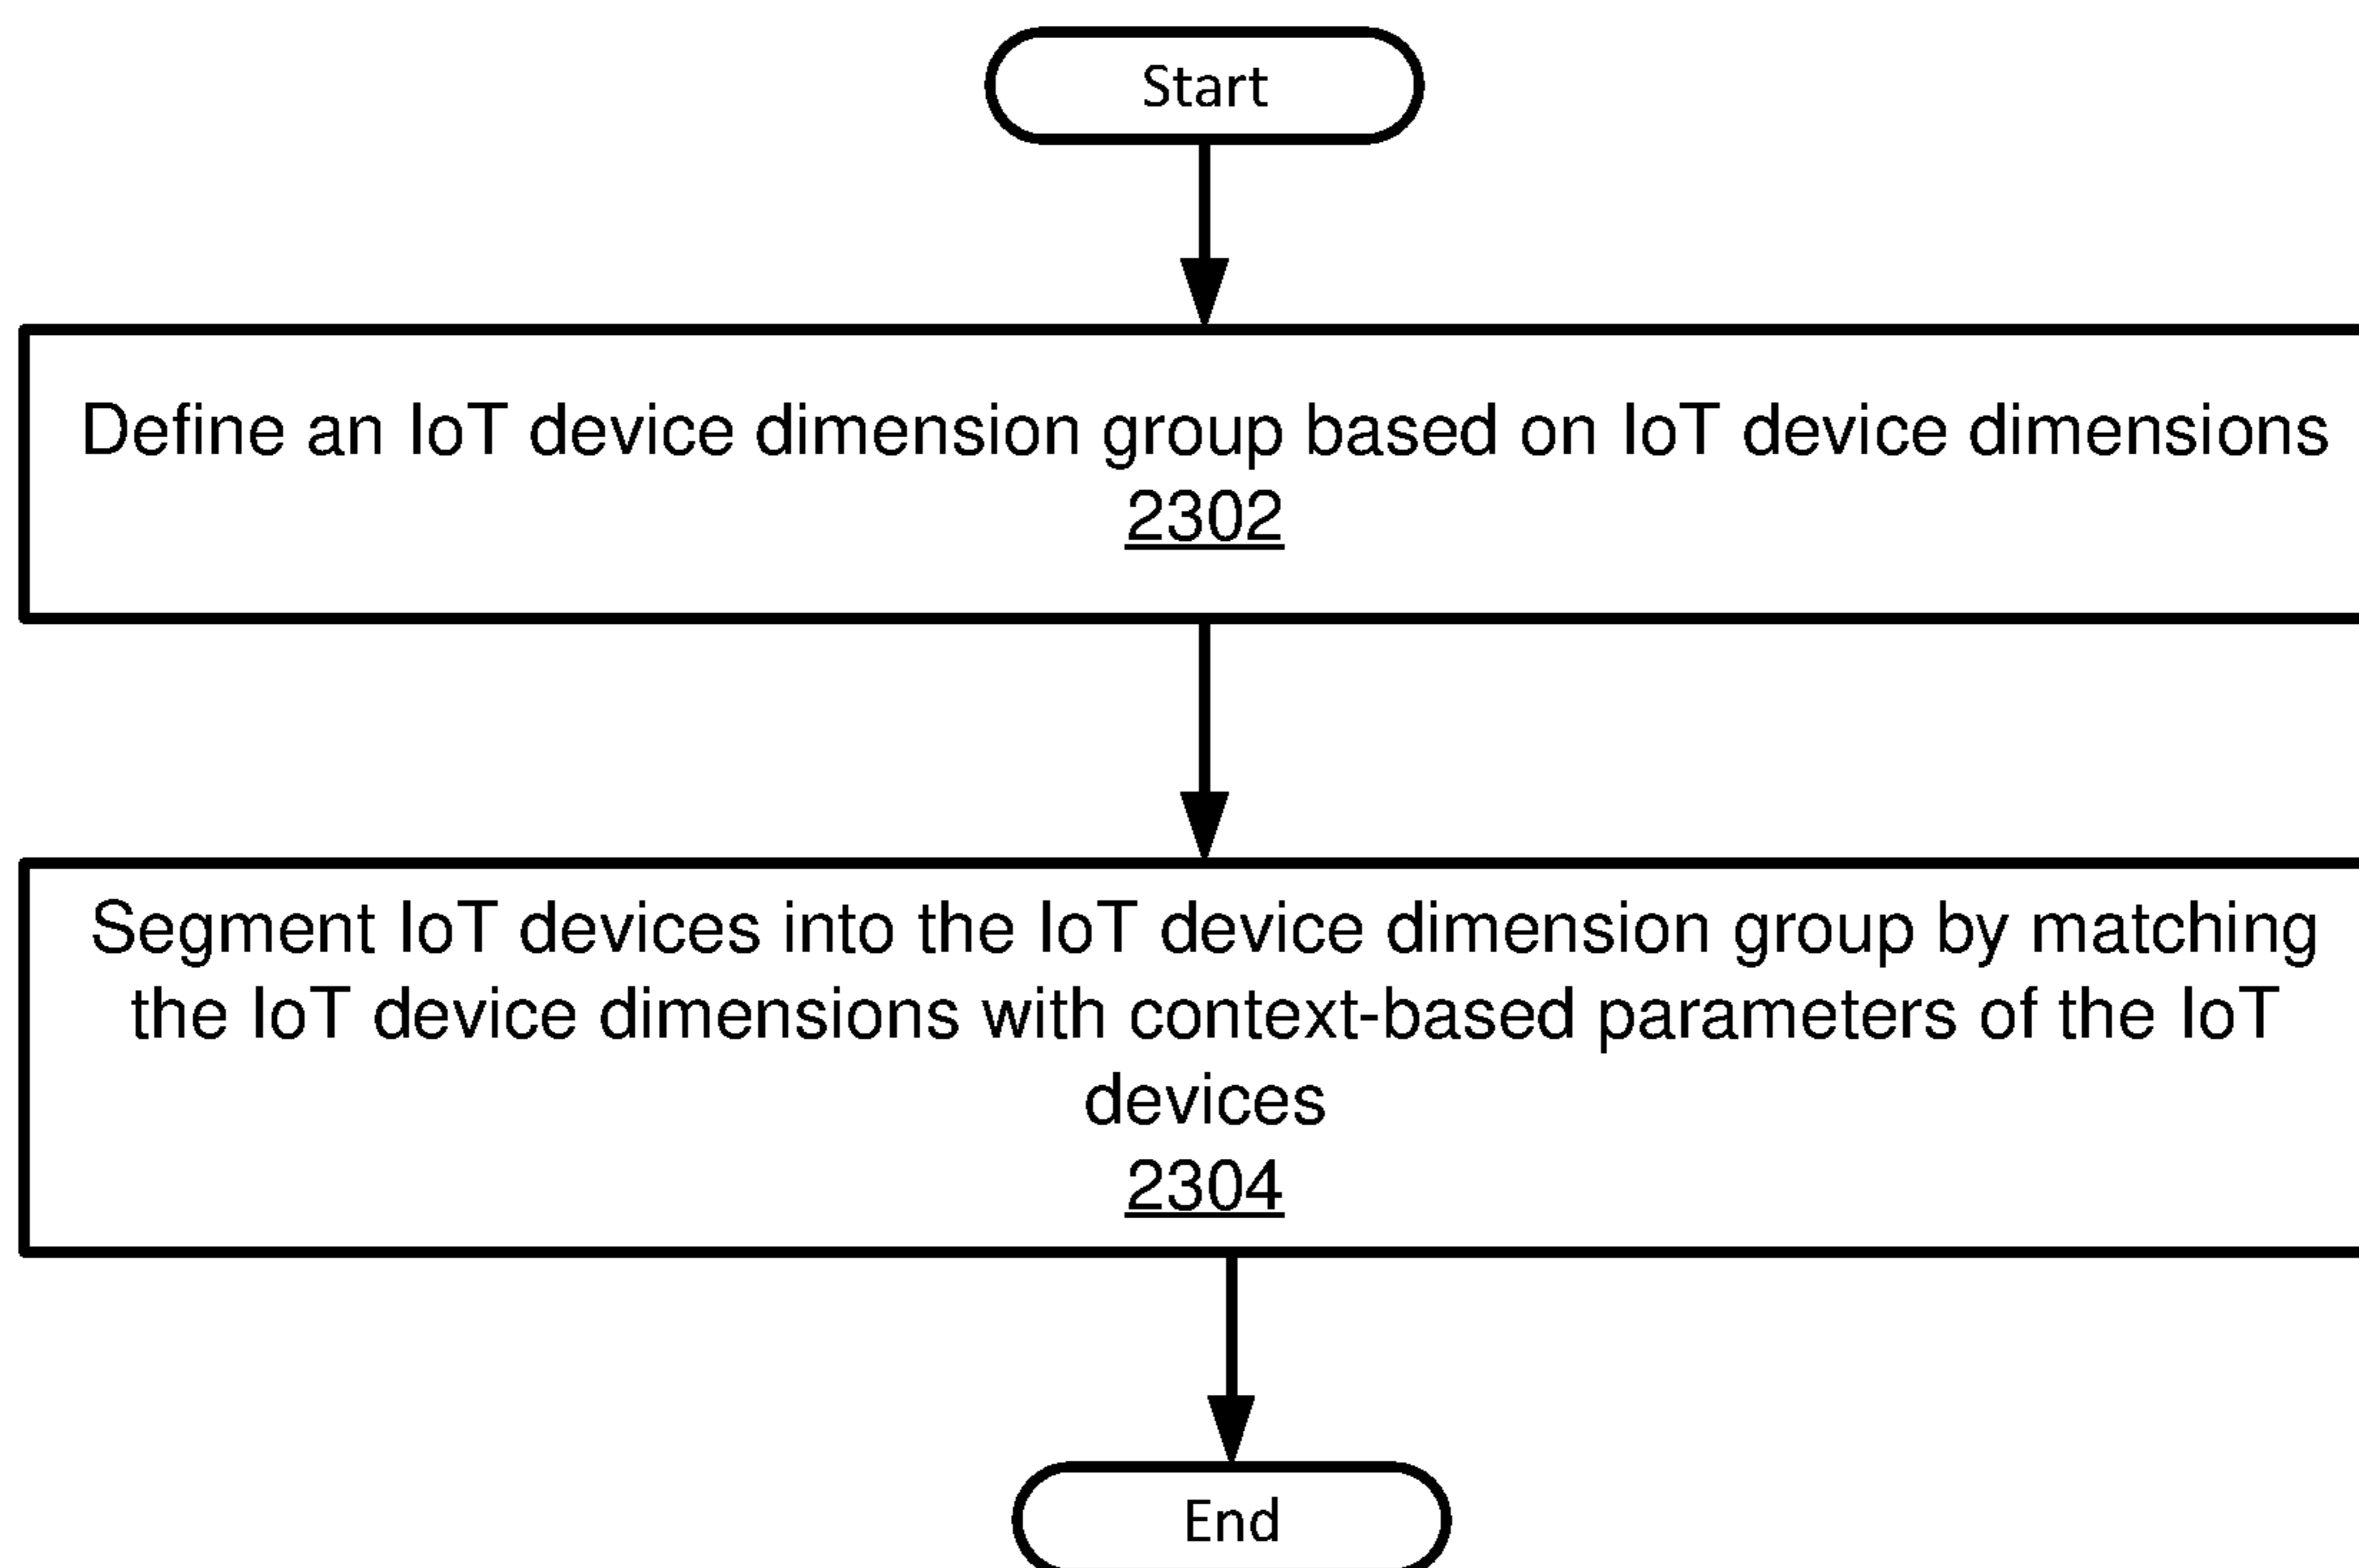 Start
Define an IoT device dimension group based on IoT device dimensions
2302
Segment IoT devices into the IoT device dimension group by matching
the IoT device dimensions with context-based parameters of the IoT
devices
2304
End